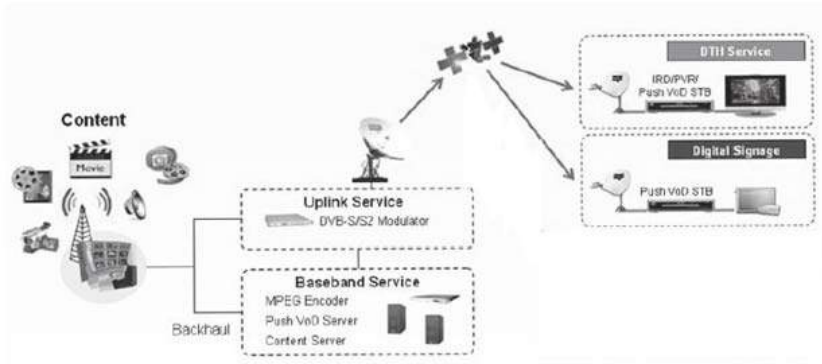 DTH Service
IRD/PVR/
Push VoD STB
Content
Movie
Digital Signage
Push VoD STB
Uplink Service
DVB-S/S2 Modulator
Baseband Service
MPEG Encoder
Push VoD Server
Content Server
Backhaul